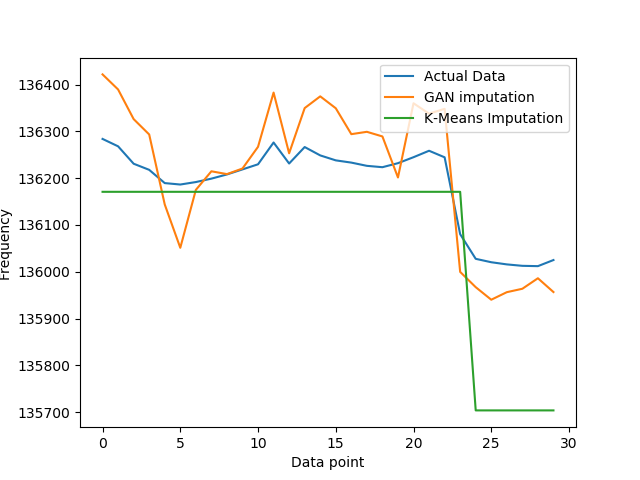 Actual Data
GAN imputation
K-Means Imputation
136400
136300
136200
136100
136000
135900
135800
135700
Frequency
0 5 10 15 20 25 30
Data point